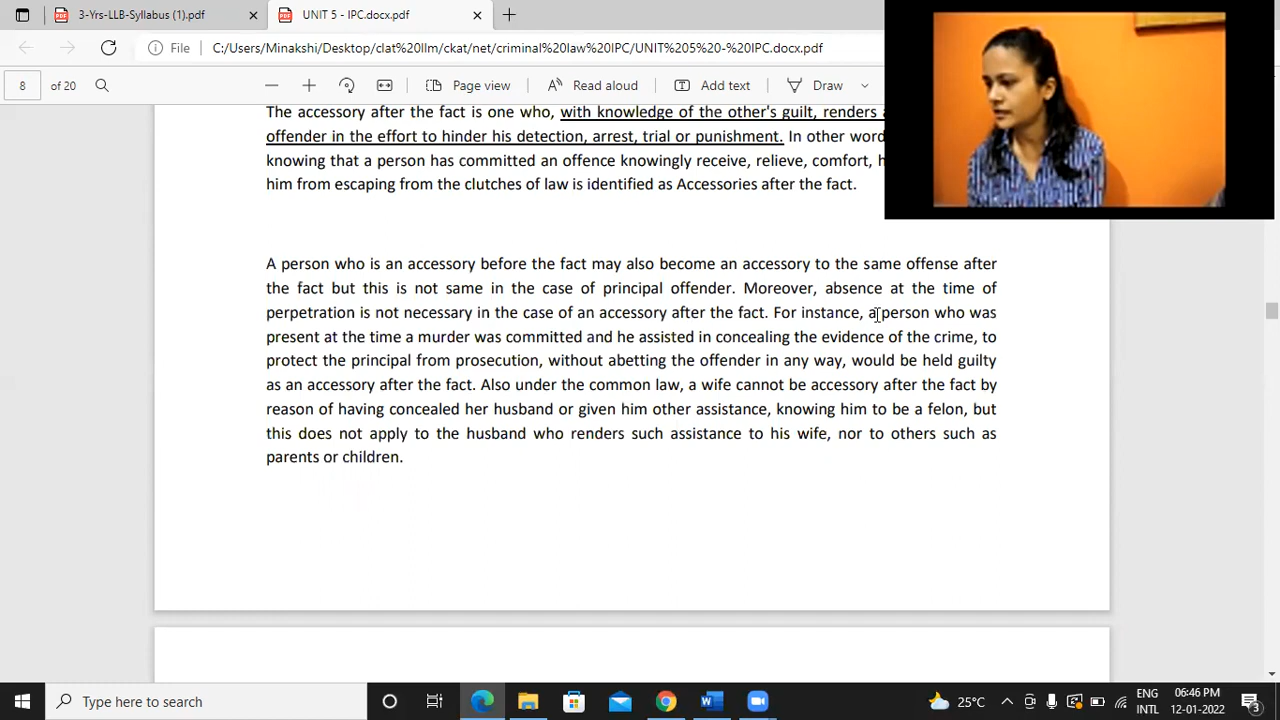 3-Yrs-LLB-Syllabus (1).pdf
UNIT 5 - IPC.docx.pdf
File
C:/Users/Minakshi/Desktop/clat%20llm/ckat/net/criminal%20law%20IPC/UNIT%205%20-%20IPC.docx.pdf
8 of 20
Page view
Read aloud
Add text
Draw
The accessory after the fact is one who, with knowledge of the other's guilt, renders
offender in the effort to hinder his detection, arrest, trial or punishment. In other
knowing that a person has committed an offence knowingly receive, relieve, comfort,
him from escaping from the clutches of law is identified as Accessories after the fact.
A person who is an accessory before the fact may also become an accessory to the same offense after
the fact but this is not same in the case of principal offender. Moreover, absence at the time of
perpetration is not necessary in the case of an accessory after the fact. For instance, a person who was
present at the time a murder was committed and he assisted in concealing the evidence of the crime, to
protect the principal from prosecution, without abetting the offender in any way, would be held guilty
as an accessory after the fact. Also under the common law, a wife cannot be accessory after the fact by
reason of having concealed her husband or given him other assistance, knowing him to be a felon, but
this does not apply to the husband who renders such assistance to his wife, nor to others such as
parents or children.
Type here to search
25°C
ENG
INTL
06:46 PM
12-01-2022
3